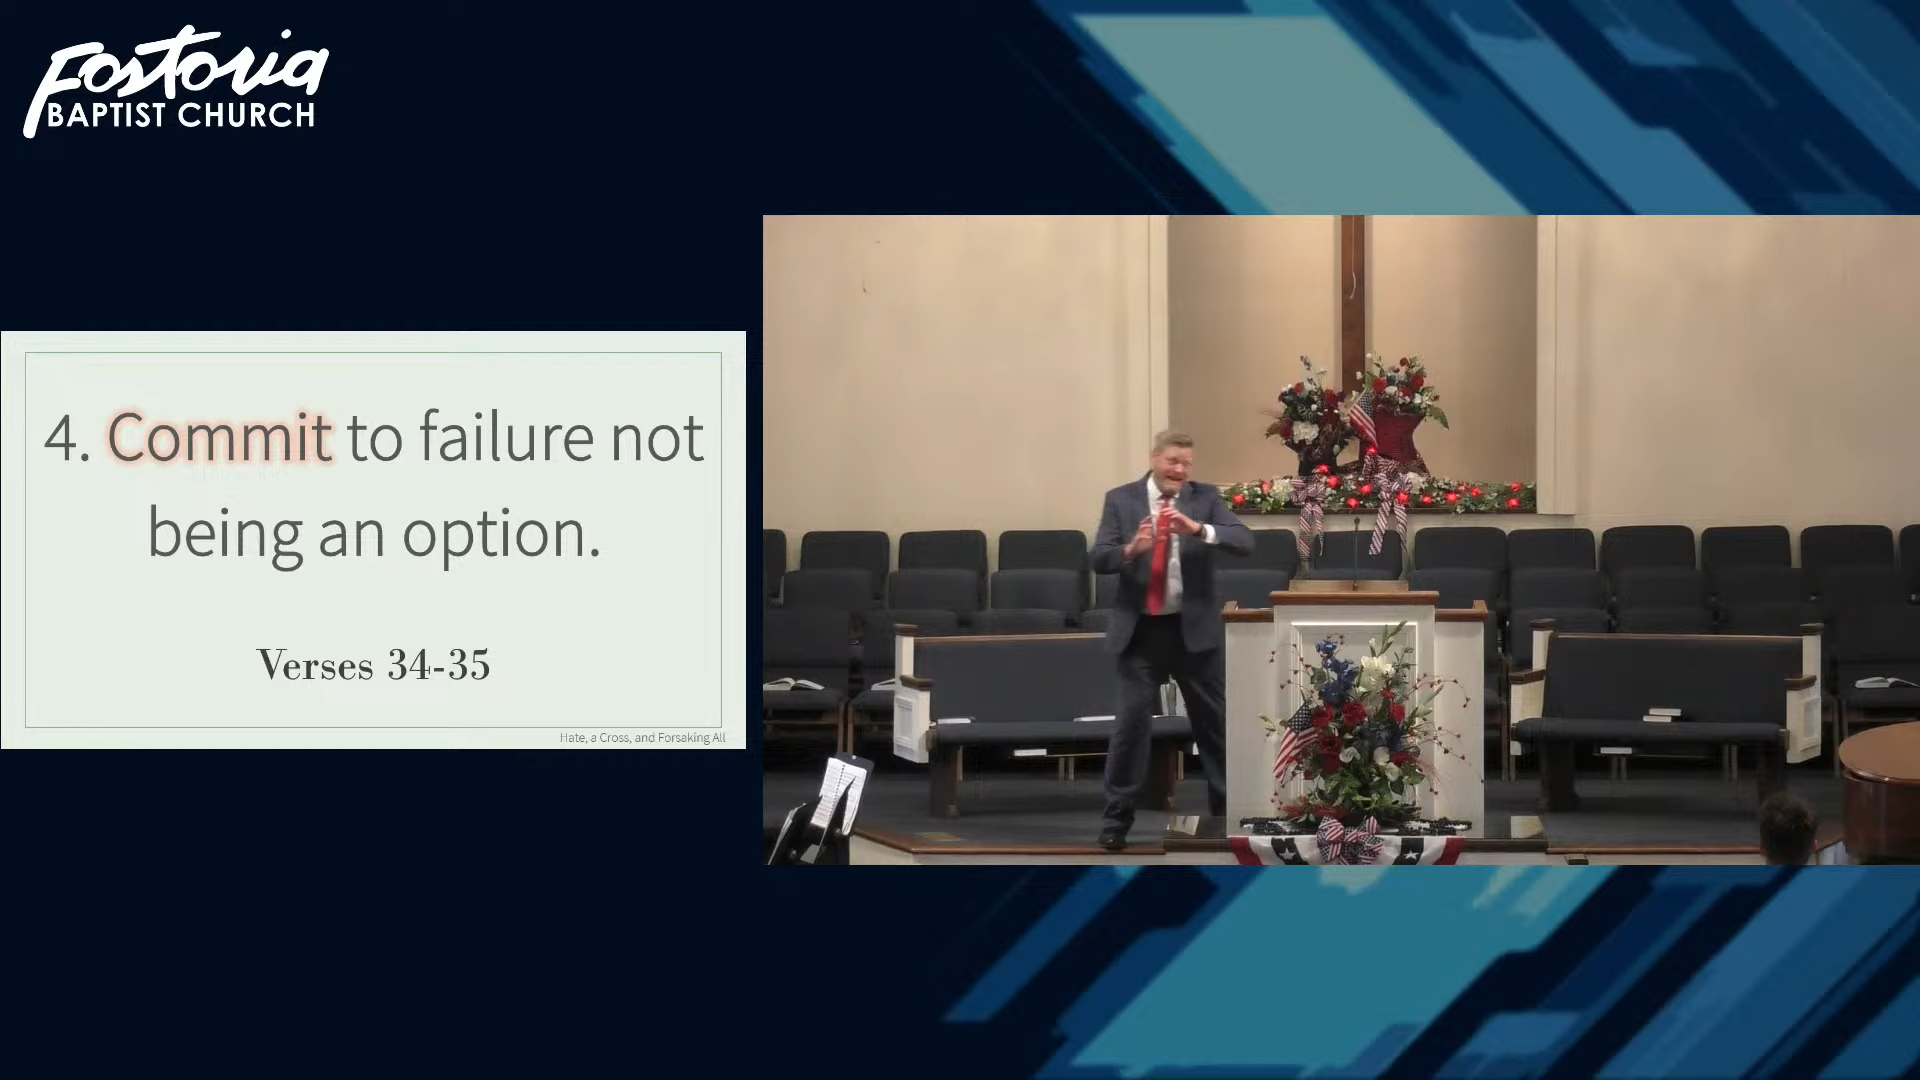 Fostoria
BAPTIST CHURCH
4. Commit to failure not
being an option.
Verses 34-35
Hate, a Cross, and Forsaking All